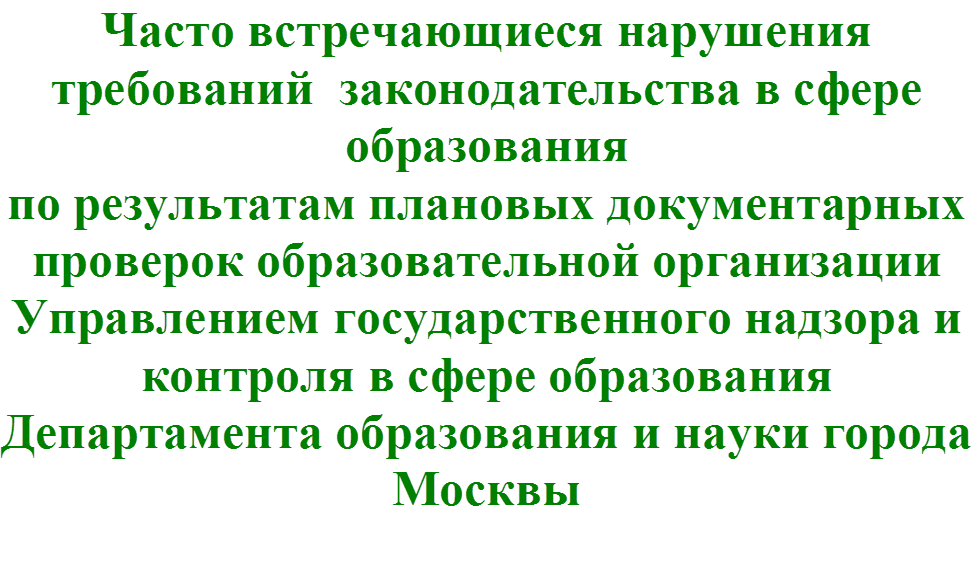 Часто встречающиеся нарушения
требований  законодательства в сфере
образования
по результатам плановых документарных
проверок образовательной организации
Управлением государственного надзора и
контроля в сфере образования
Департамента образования и науки города
Москвы